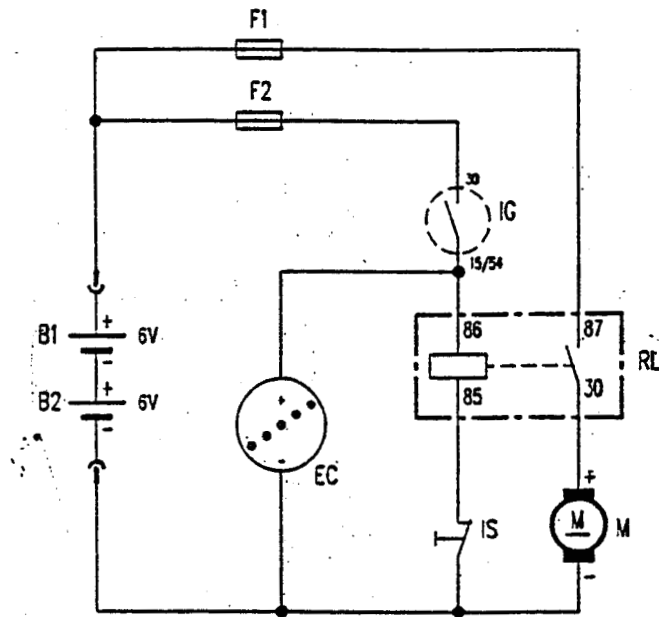 F1
F2
30
IG
15/54
86
87
B1
+
6V
-
RL
85
30
B2
+
6V
-
+
-
EC
IS
+
M
M
-